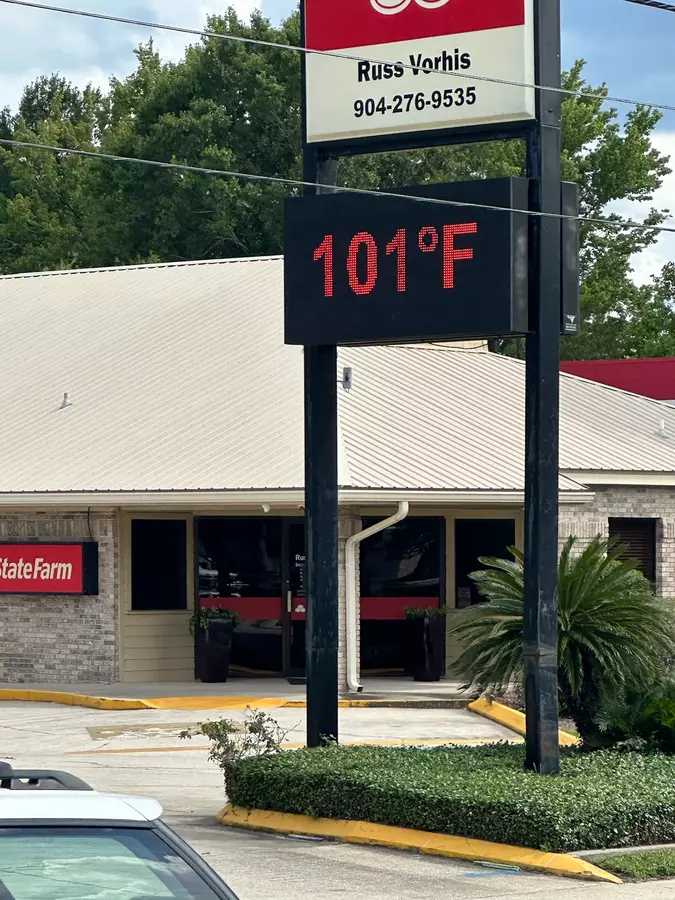 Russ Vorhis
904-276-9535
101°F
StateFarm